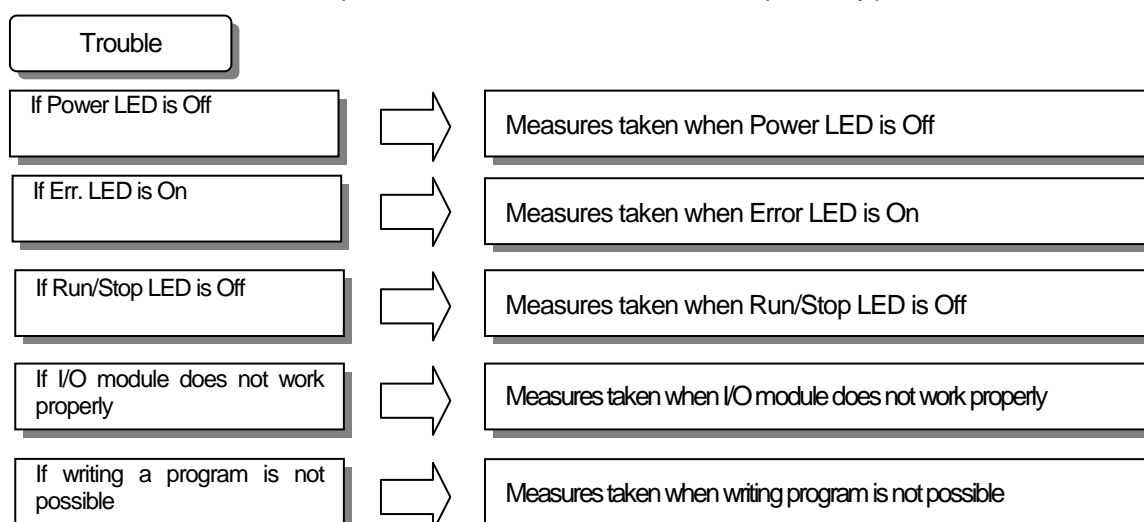 Trouble
If Power LED is Off
Measures taken when Power LED is Off
If Err. LED is On
Measures taken when Error LED is On
If Run/Stop LED is Off
Measures taken when Run/Stop LED is Off
If I/O module does not work
properly
Measures taken when I/O module does not work properly
If writing a program is not
possible
Measures taken when writing program is not possible